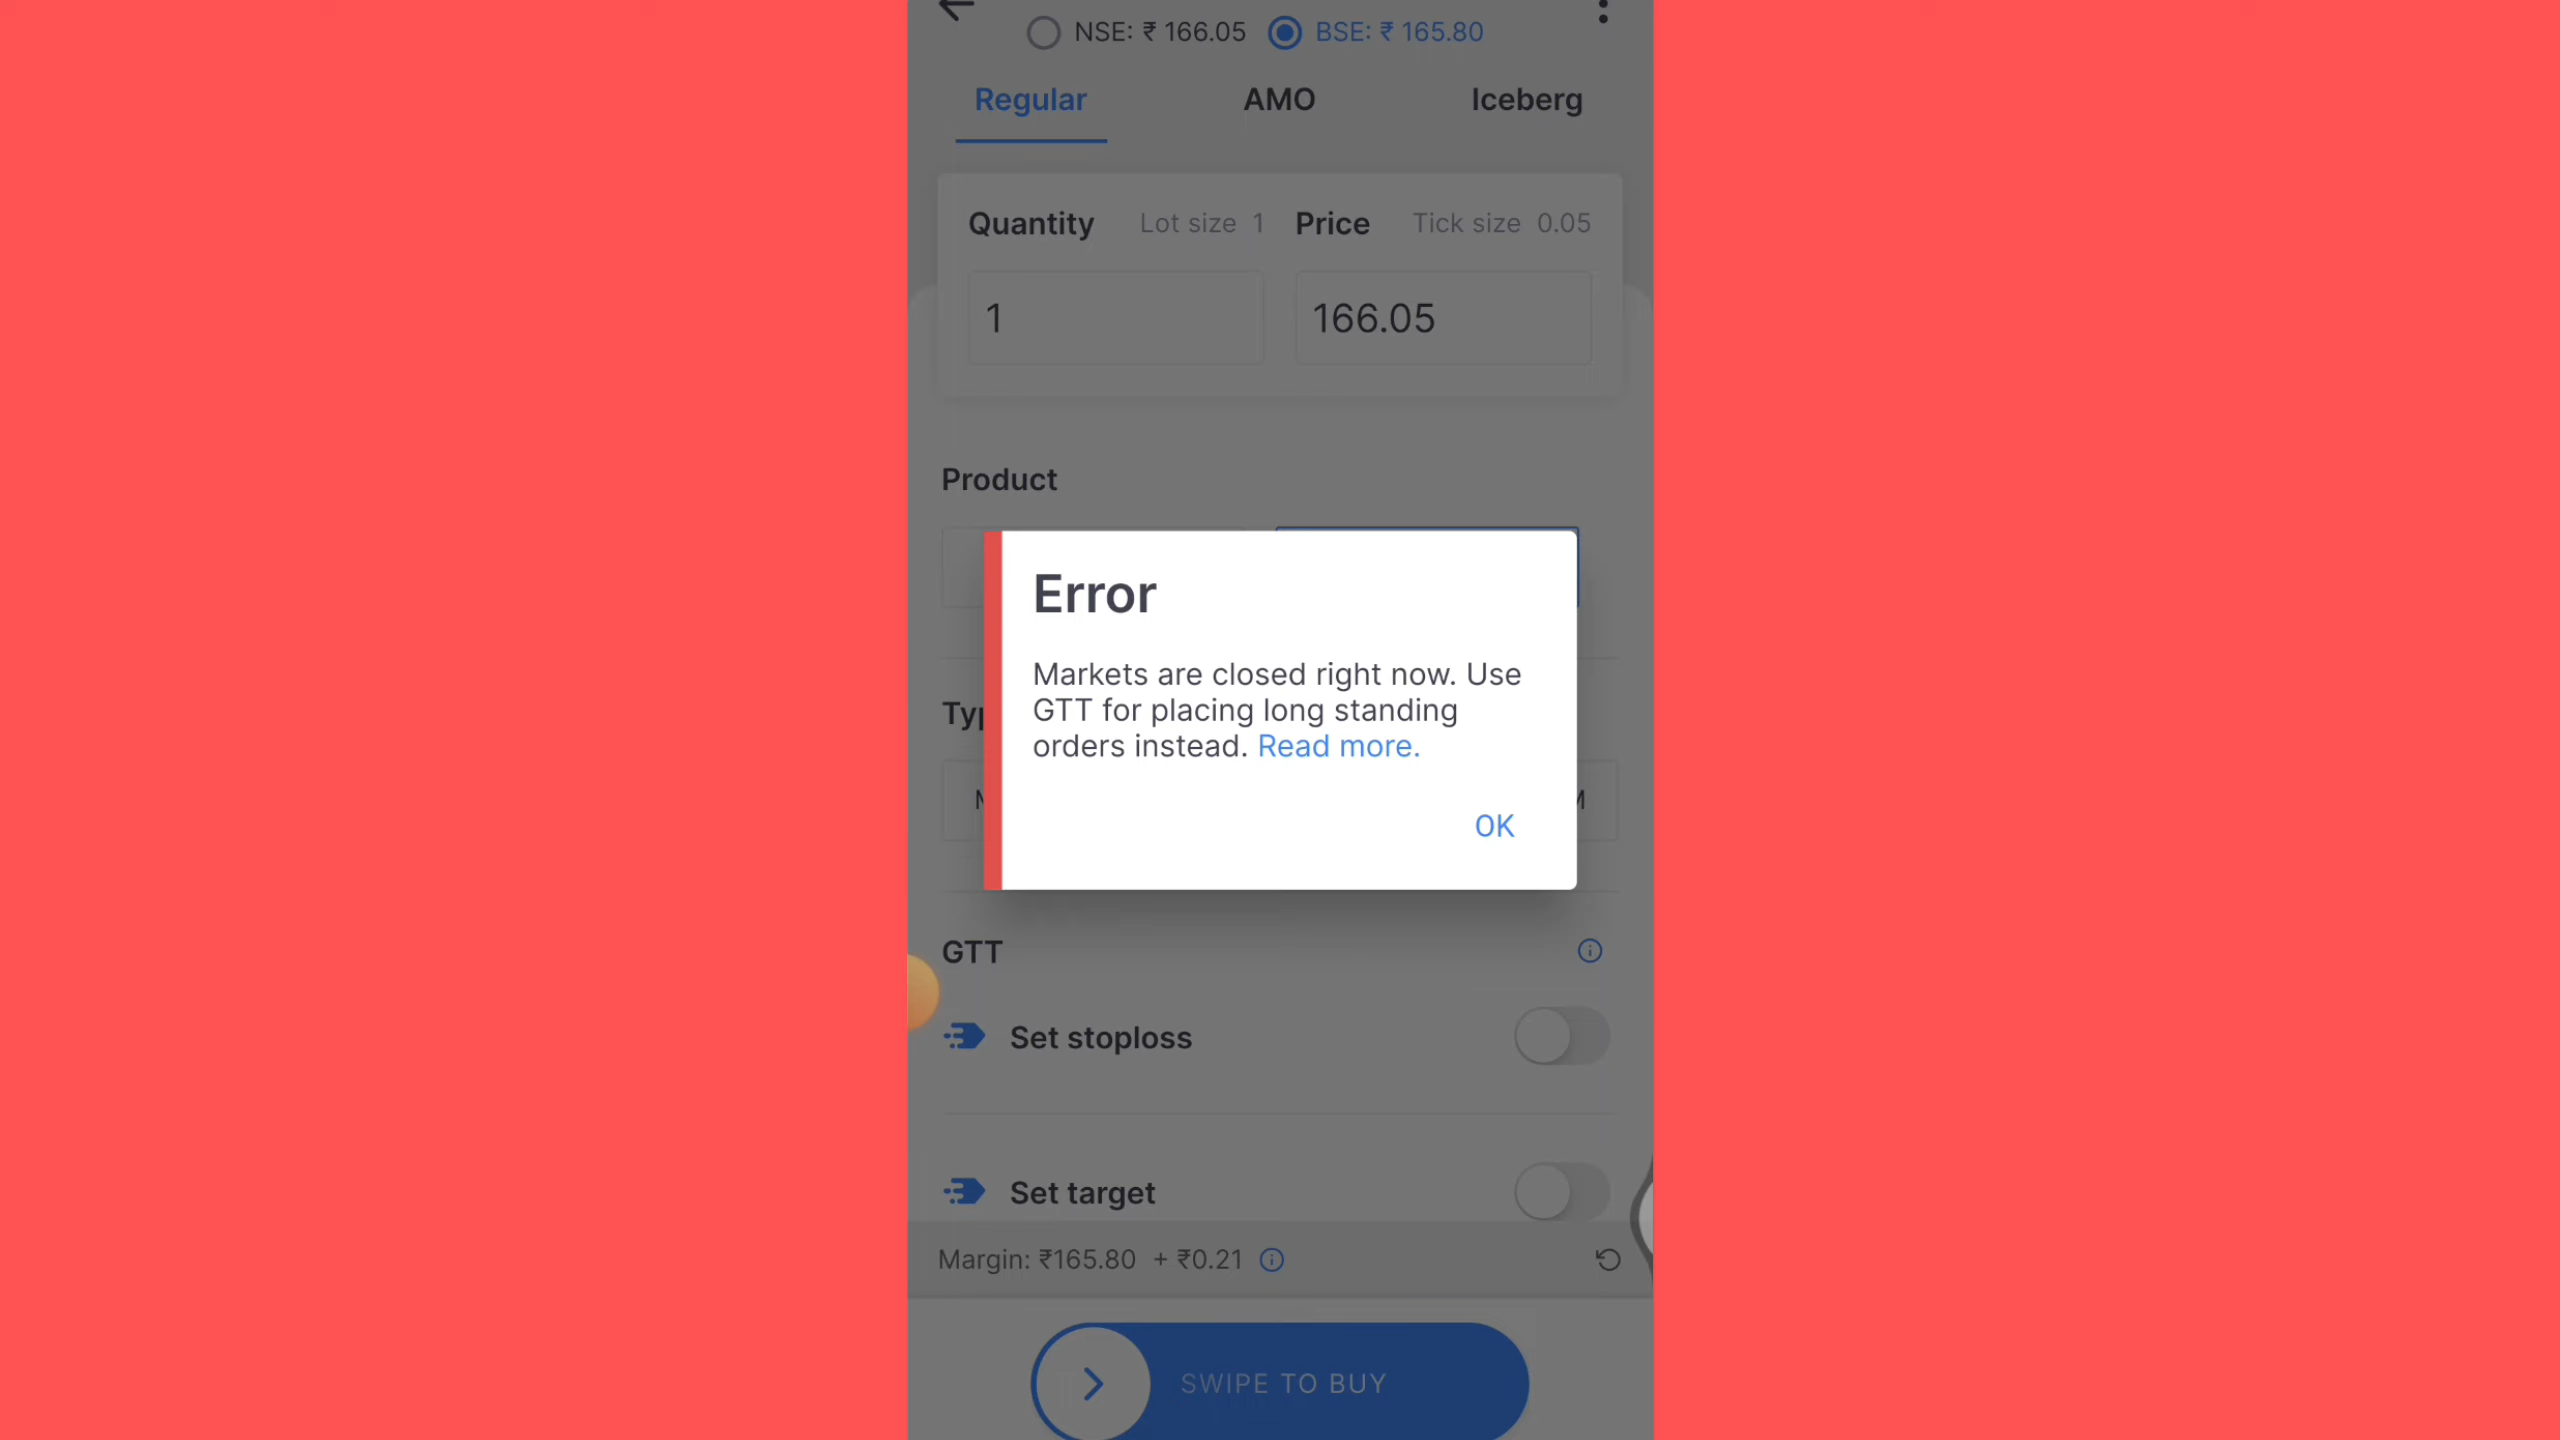 NSE: ₹ 166.05 BSE: ₹ 165.80
Regular AMO Iceberg
Quantity Lot size 1 Price Tick size 0.05
1 166.05
Product
Error
Markets are closed right now. Use
GTT for placing long standing
orders instead. Read more.
OK
GTT
Set stoploss
Set target
Margin: ₹165.80 + ₹0.21
SWIPE TO BUY